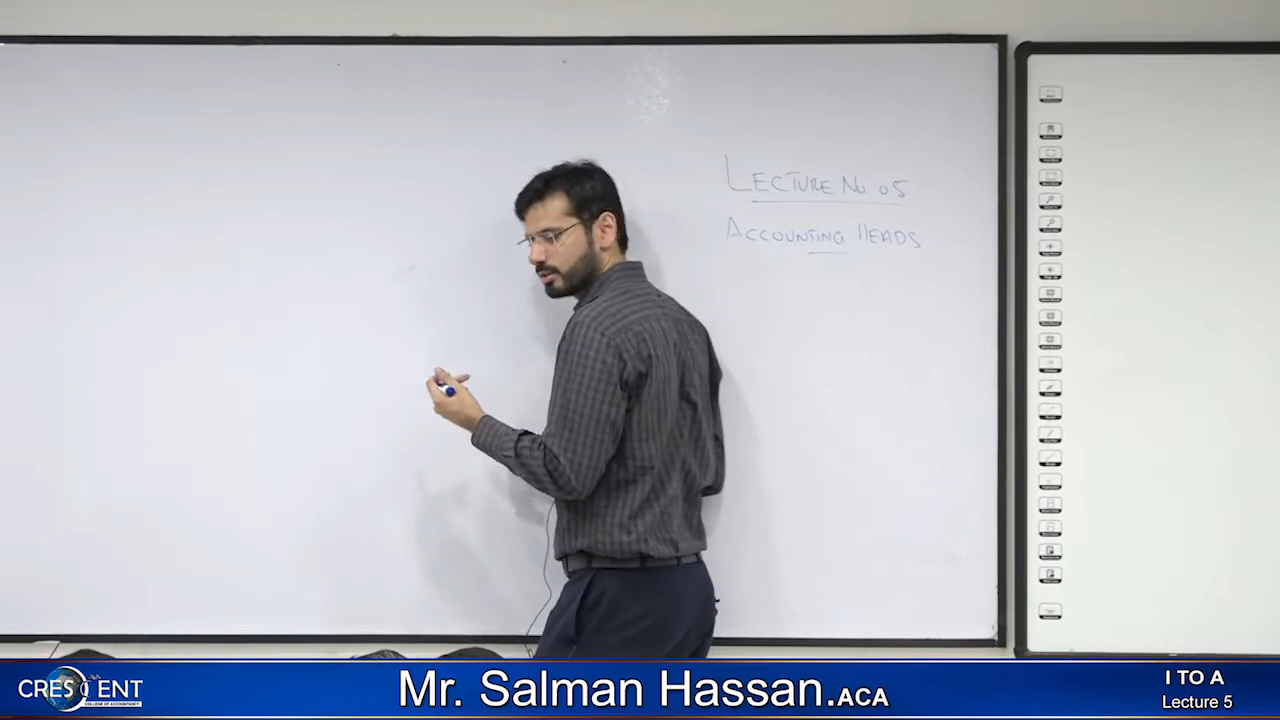 LECTURE No 05
ACCOUNTING HEADS
CRESCENT
COLLEGE OF ACCOUNTANCY
Mr. Salman Hassan.ACA
I TO A
Lecture 5